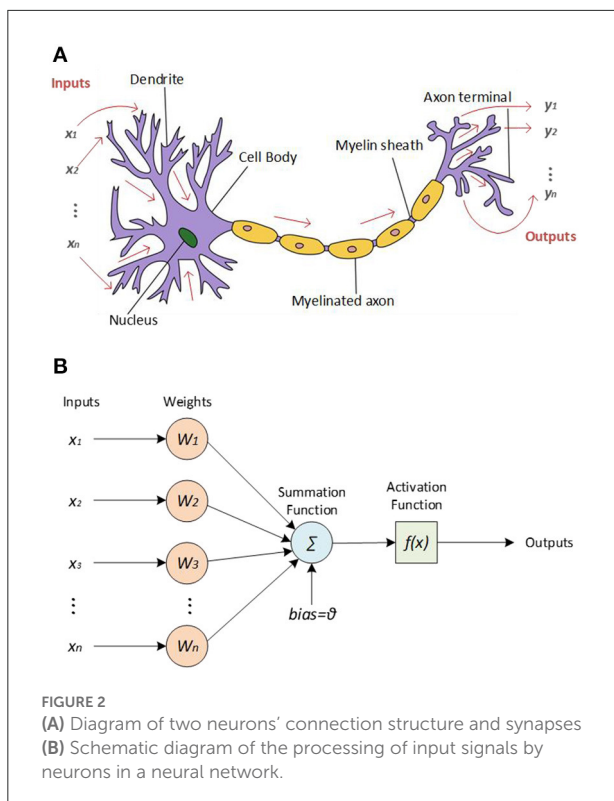 A
Inputs
Dendrite
x1
x2
⋮
xn
Cell Body
Nucleus
Myelin sheath
Myelinated axon
Axon terminal
y1
y2
⋮
yn
Outputs
B
Inputs
Weights
x1
W1
x2
W2
x3
W3
⋮
⋮
xn
Wn
Summation
Function
Σ
bias=ϑ
Activation
Function
f(x)
Outputs
FIGURE 2
(A) Diagram of two neurons’ connection structure and synapses
(B) Schematic diagram of the processing of input signals by
neurons in a neural network.